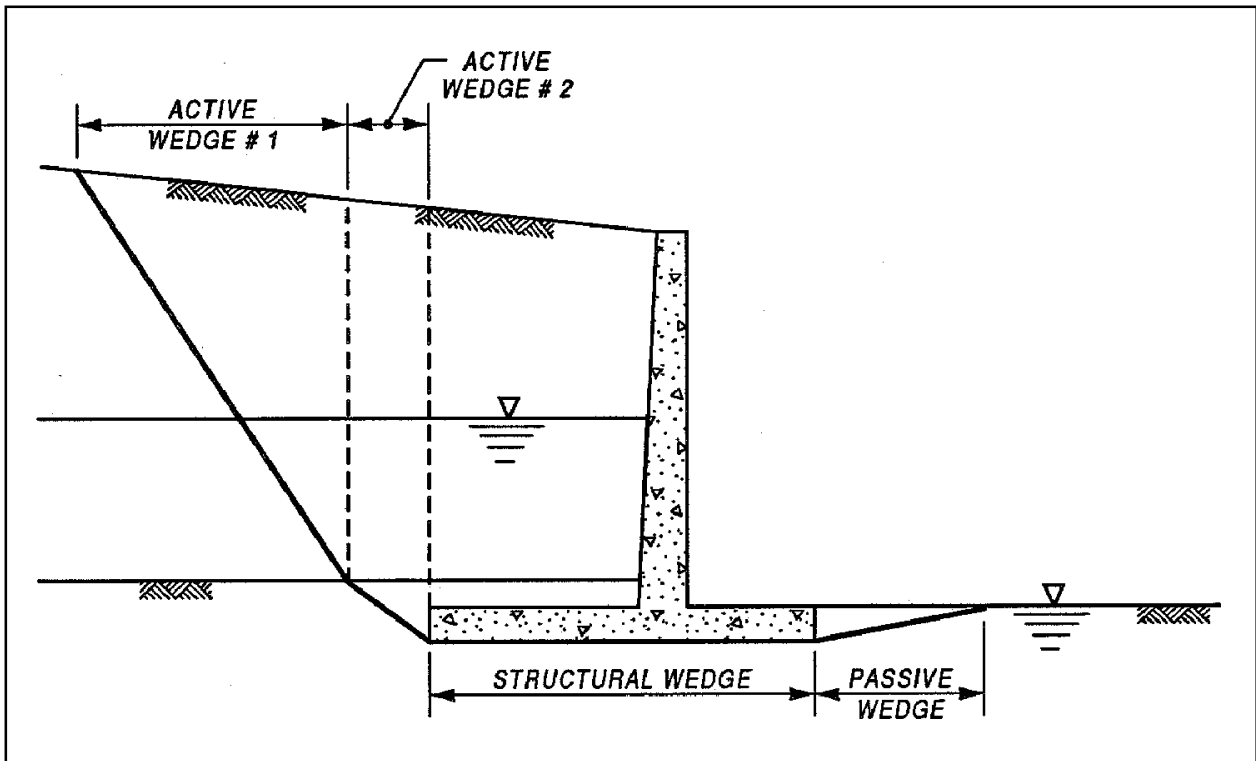 ACTIVE
WEDGE # 2
ACTIVE
WEDGE # 1
STRUCTURAL WEDGE
PASSIVE
WEDGE